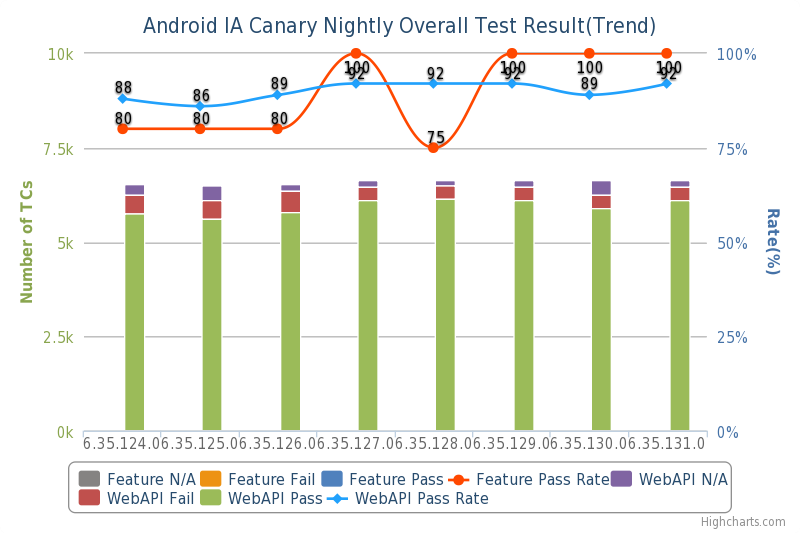 Android IA Canary Nightly Overall Test Result(Trend)
10k
7.5k
5k
2.5k
0k
Number of TCs
100%
75%
50%
25%
0%
Rate(%)
88
86
89
92
92
92
89
92
80
80
80
100
75
100
100
100
6.35.124.0
6.35.125.0
6.35.126.0
6.35.127.0
6.35.128.0
6.35.129.0
6.35.130.0
6.35.131.0
Feature N/A Feature Fail Feature Pass Feature Pass Rate WebAPI N/A
WebAPI Fail WebAPI Pass WebAPI Pass Rate
Highcharts.com